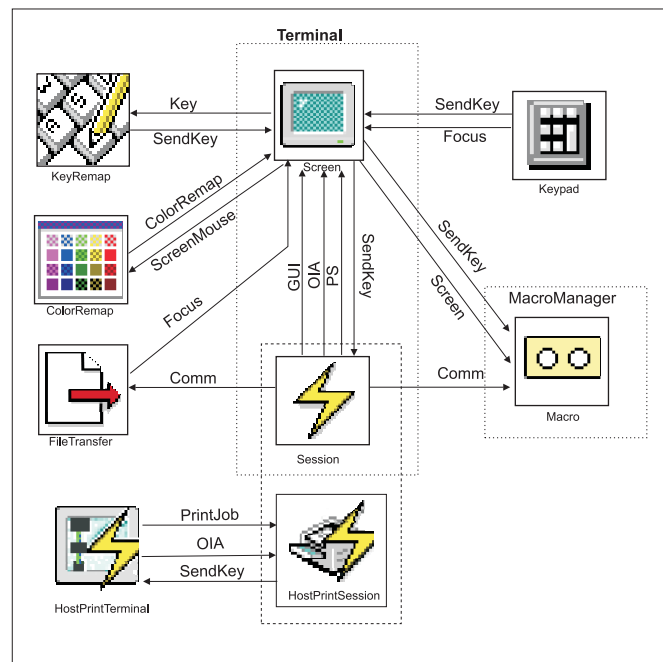 Terminal
Key
SendKey
KeyRemap
Screen
SendKey
Focus
Keypad
ColorRemap
ScreenMouse
ColorRemap
Focus
GUI
OIA
PS
SendKey
SendKey
Screen
MacroManager
Macro
Comm
FileTransfer
Comm
Session
PrintJob
OIA
SendKey
HostPrintTerminal
HostPrintSession